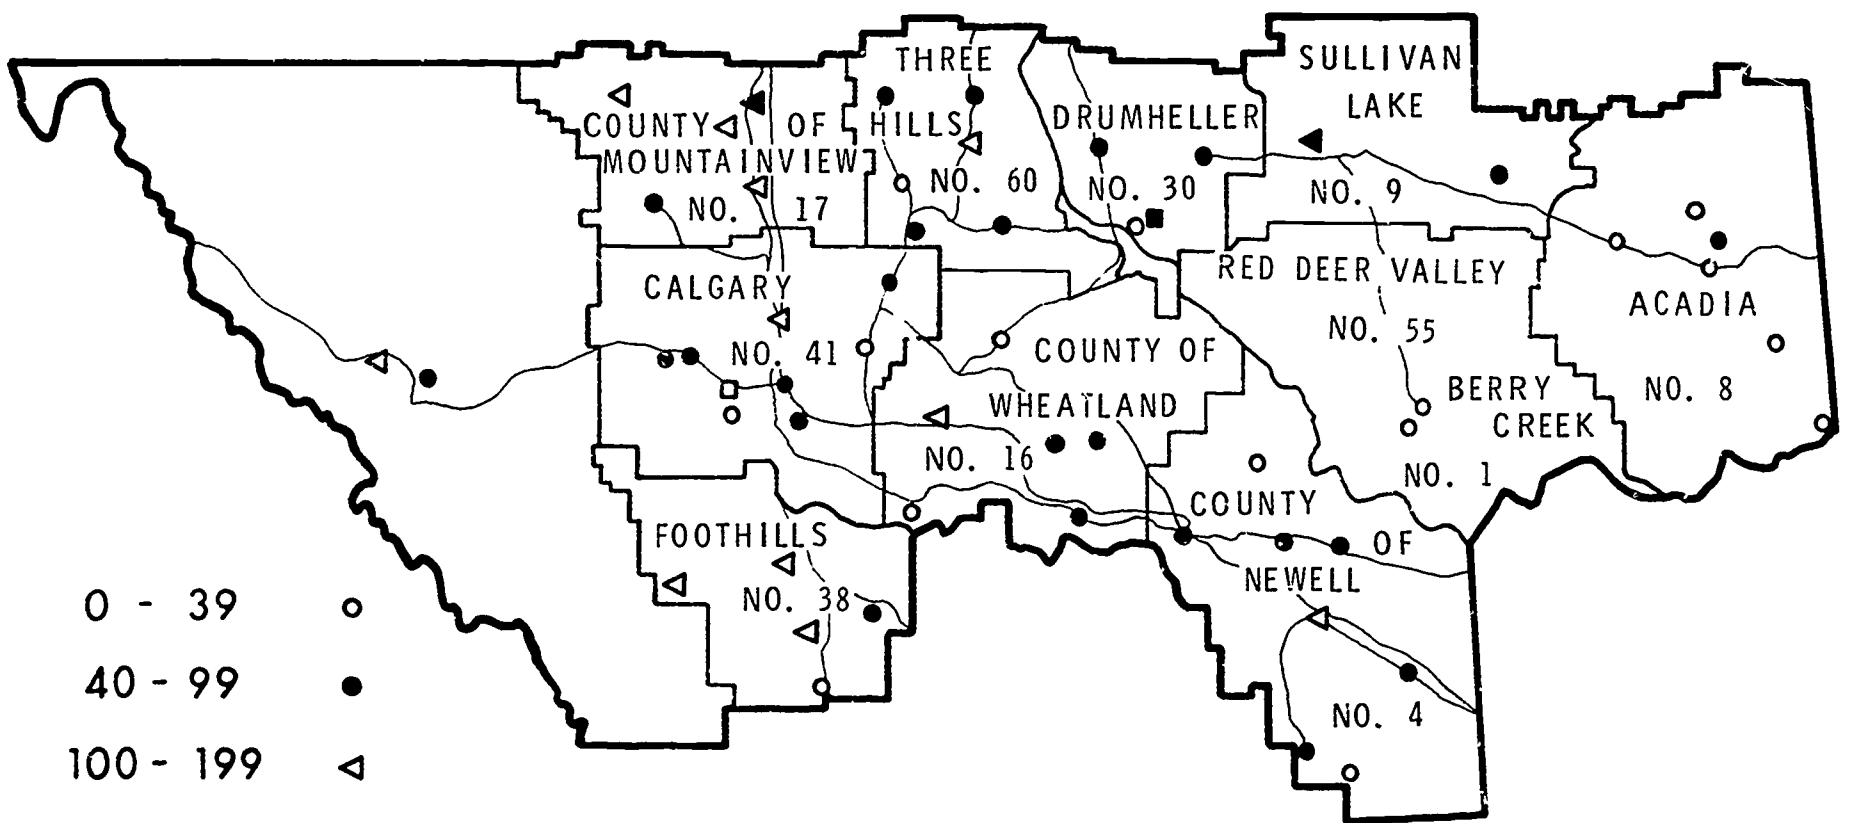 THREE
HILLS
NO. 60
SULLIVAN
LAKE
NO. 9
COUNTY OF
MOUNTAINVIEW
NO. 17
DRUMHELLER
NO. 30
CALGARY
NO. 41
RED DEER VALLEY
NO. 55
ACADIA
NO. 8
COUNTY OF
WHEATLAND
NO. 16
BERRY
CREEK
NO. 1
COUNTY
OF
NEWELL
NO. 4
FOOTHILLS
NO. 38
0 - 39
40 - 99
100 - 199